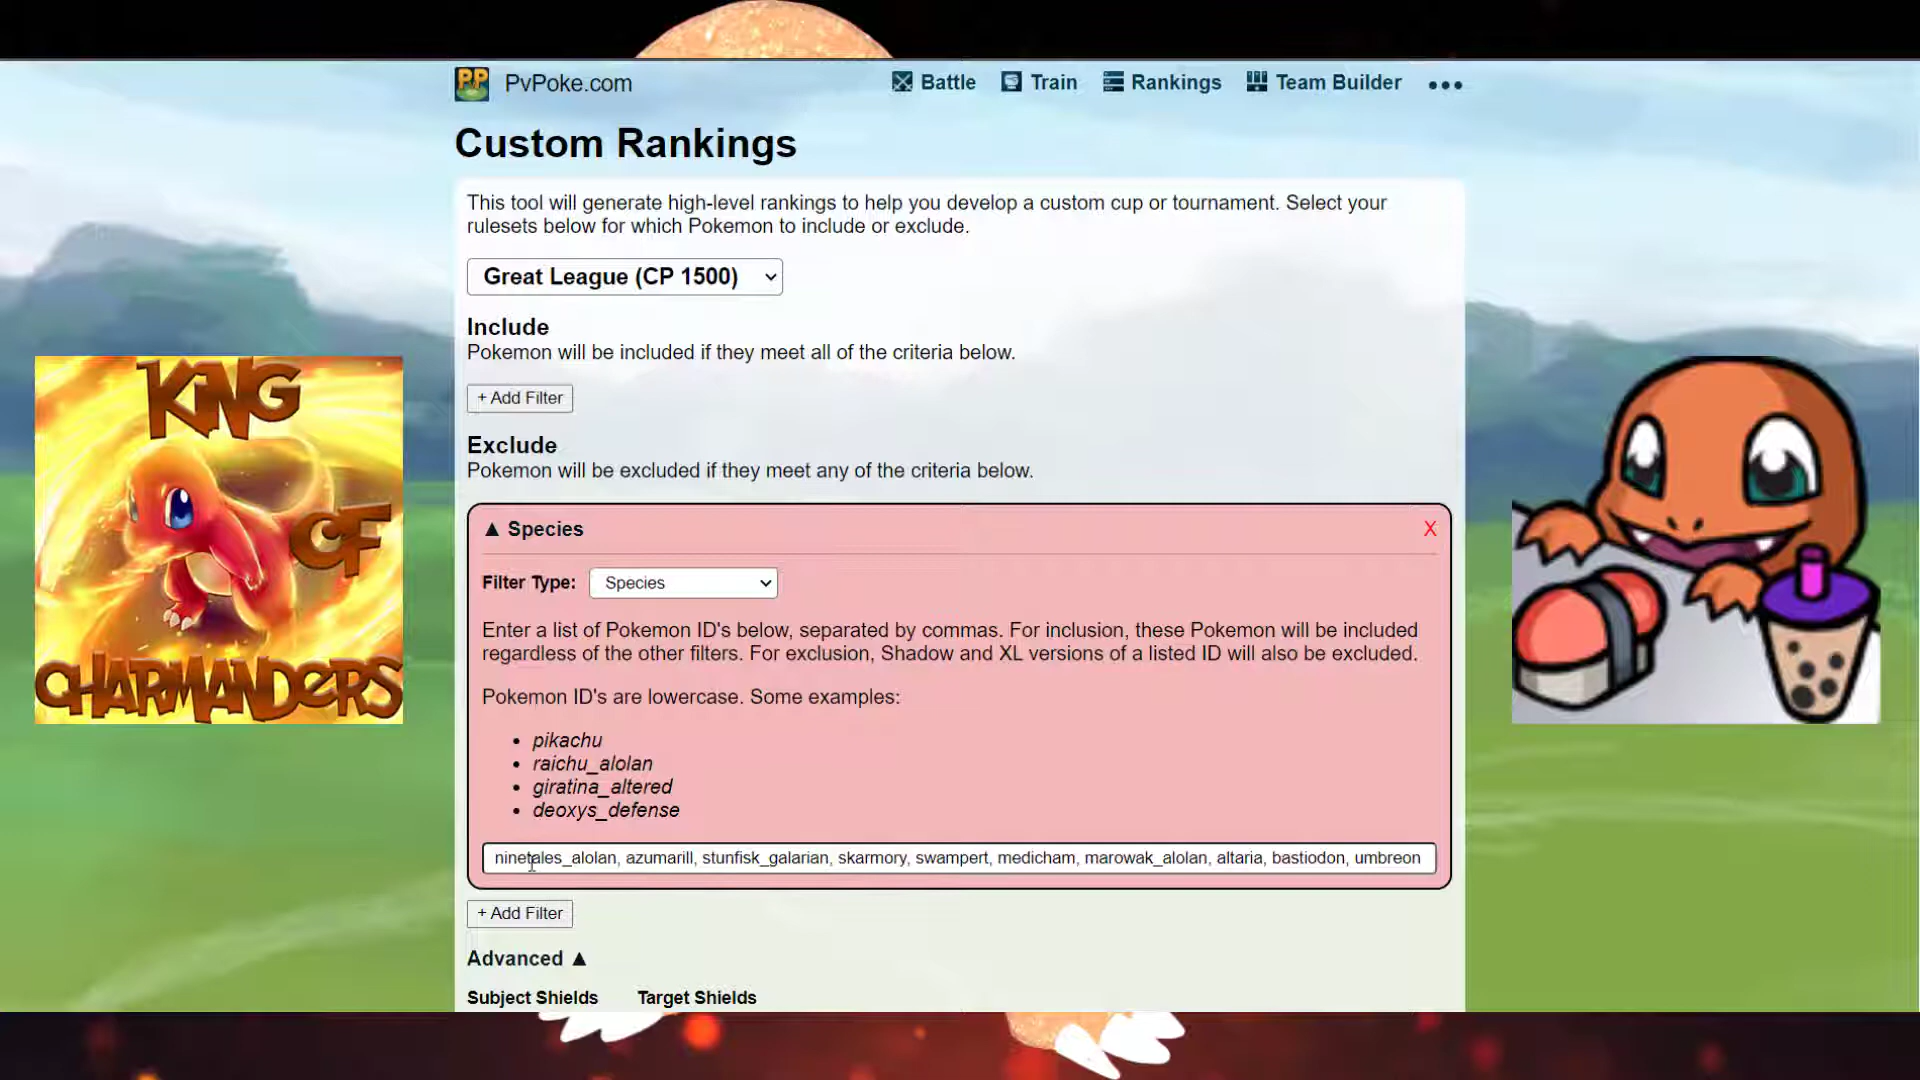 PP PvPoke.com Battle Train Rankings Team Builder
Custom Rankings
This tool will generate high-level rankings to help you develop a custom cup or tournament. Select your
rulesets below for which Pokemon to include or exclude.
Great League (CP 1500)
Include
Pokemon will be included if they meet all of the criteria below.
+ Add Filter
Exclude
Pokemon will be excluded if they meet any of the criteria below.
▲ Species X
Filter Type: Species
Enter a list of Pokemon ID's below, separated by commas. For inclusion, these Pokemon will be included
regardless of the other filters. For exclusion, Shadow and XL versions of a listed ID will also be excluded.
Pokemon ID's are lowercase. Some examples:
• pikachu
• raichu_alolan
• giratina_altered
• deoxys_defense
ninetales_alolan, azumarill, stunfisk_galarian, skarmory, swampert, medicham, marowak_alolan, altaria, bastiodon, umbreon
+ Add Filter
Advanced ▲
Subject Shields Target Shields
KNG
OF
CHARMANDERS